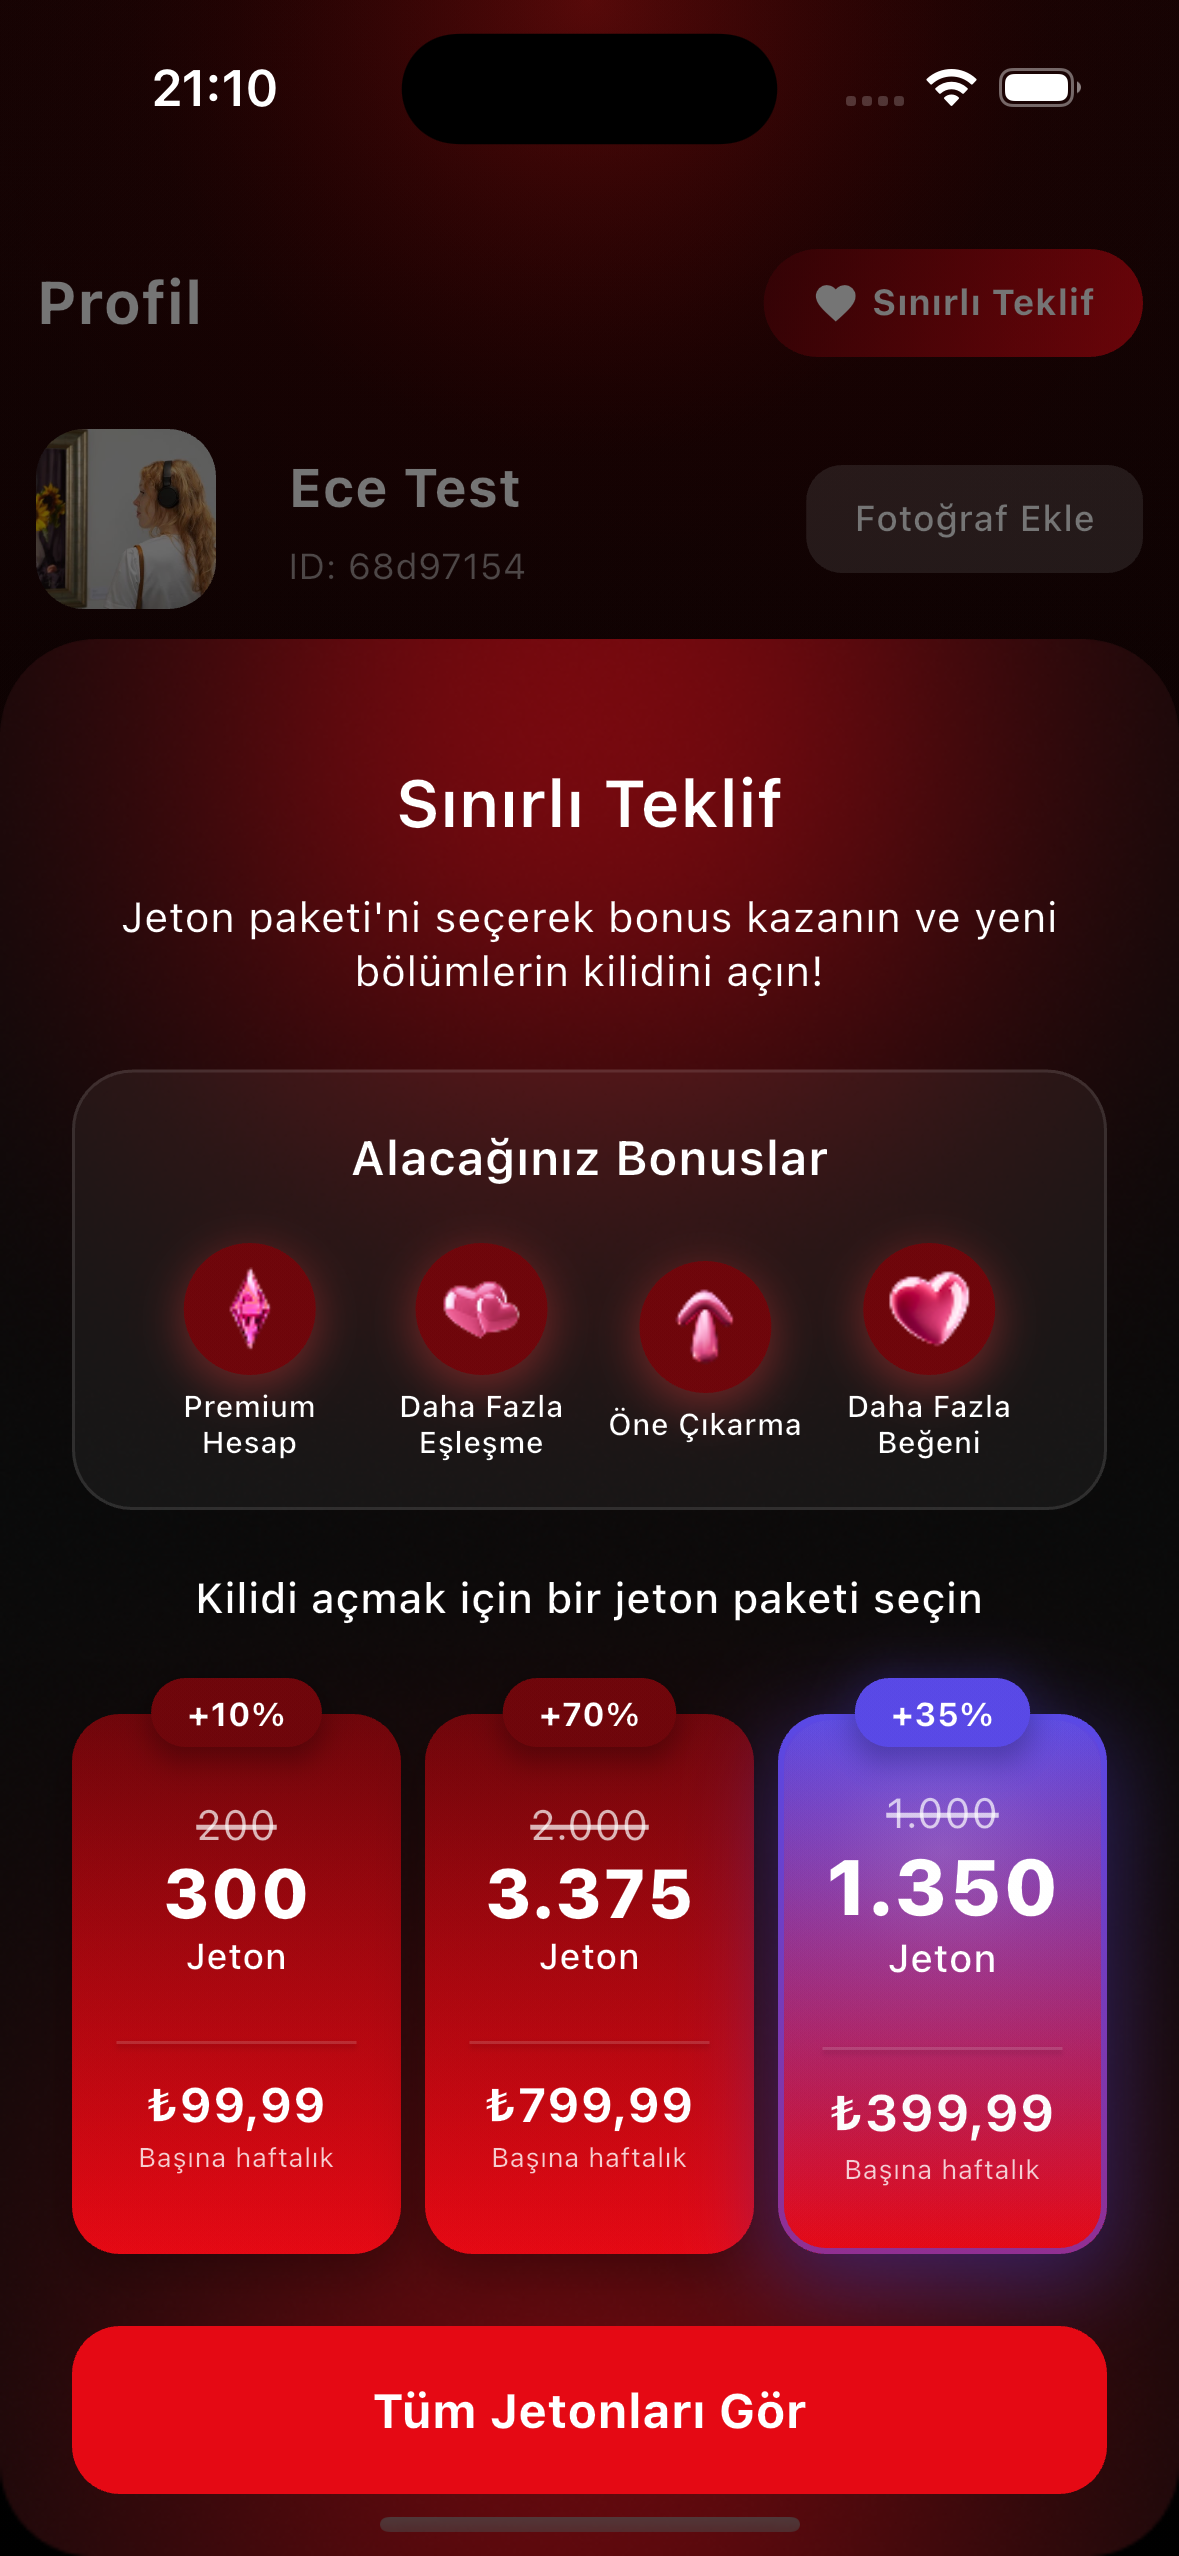 21:10
Profil
Sınırlı Teklif
Ece Test
ID: 68d97154
Fotoğraf Ekle
Sınırlı Teklif
Jeton paketi'ni seçerek bonus kazanın ve yeni
bölümlerin kilidini açın!
Alacağınız Bonuslar
Premium
Hesap
Daha Fazla
Eşleşme
Öne Çıkarma
Daha Fazla
Beğeni
Kilidi açmak için bir jeton paketi seçin
+10%
200
300
Jeton
₺99,99
Başına haftalık
+70%
2.000
3.375
Jeton
₺799,99
Başına haftalık
+35%
1.000
1.350
Jeton
₺399,99
Başına haftalık
Tüm Jetonları Gör